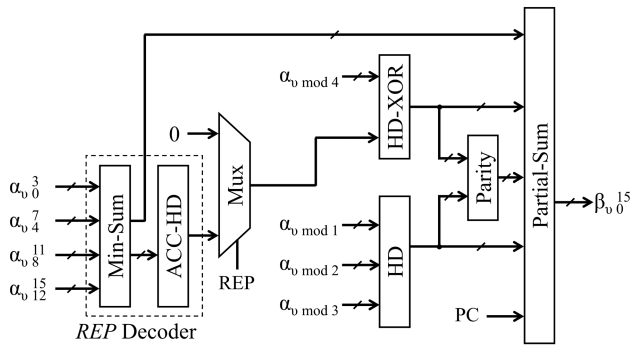 α_υ mod 4
0
HD-XOR
Partial-Sum
Mux
Parity
α_υ 0^3
α_υ 4^7
α_υ 8^11
α_υ 12^15
Min-Sum
ACC-HD
β_υ 0^15
α_υ mod 1
α_υ mod 2
α_υ mod 3
HD
REP
PC
REP Decoder